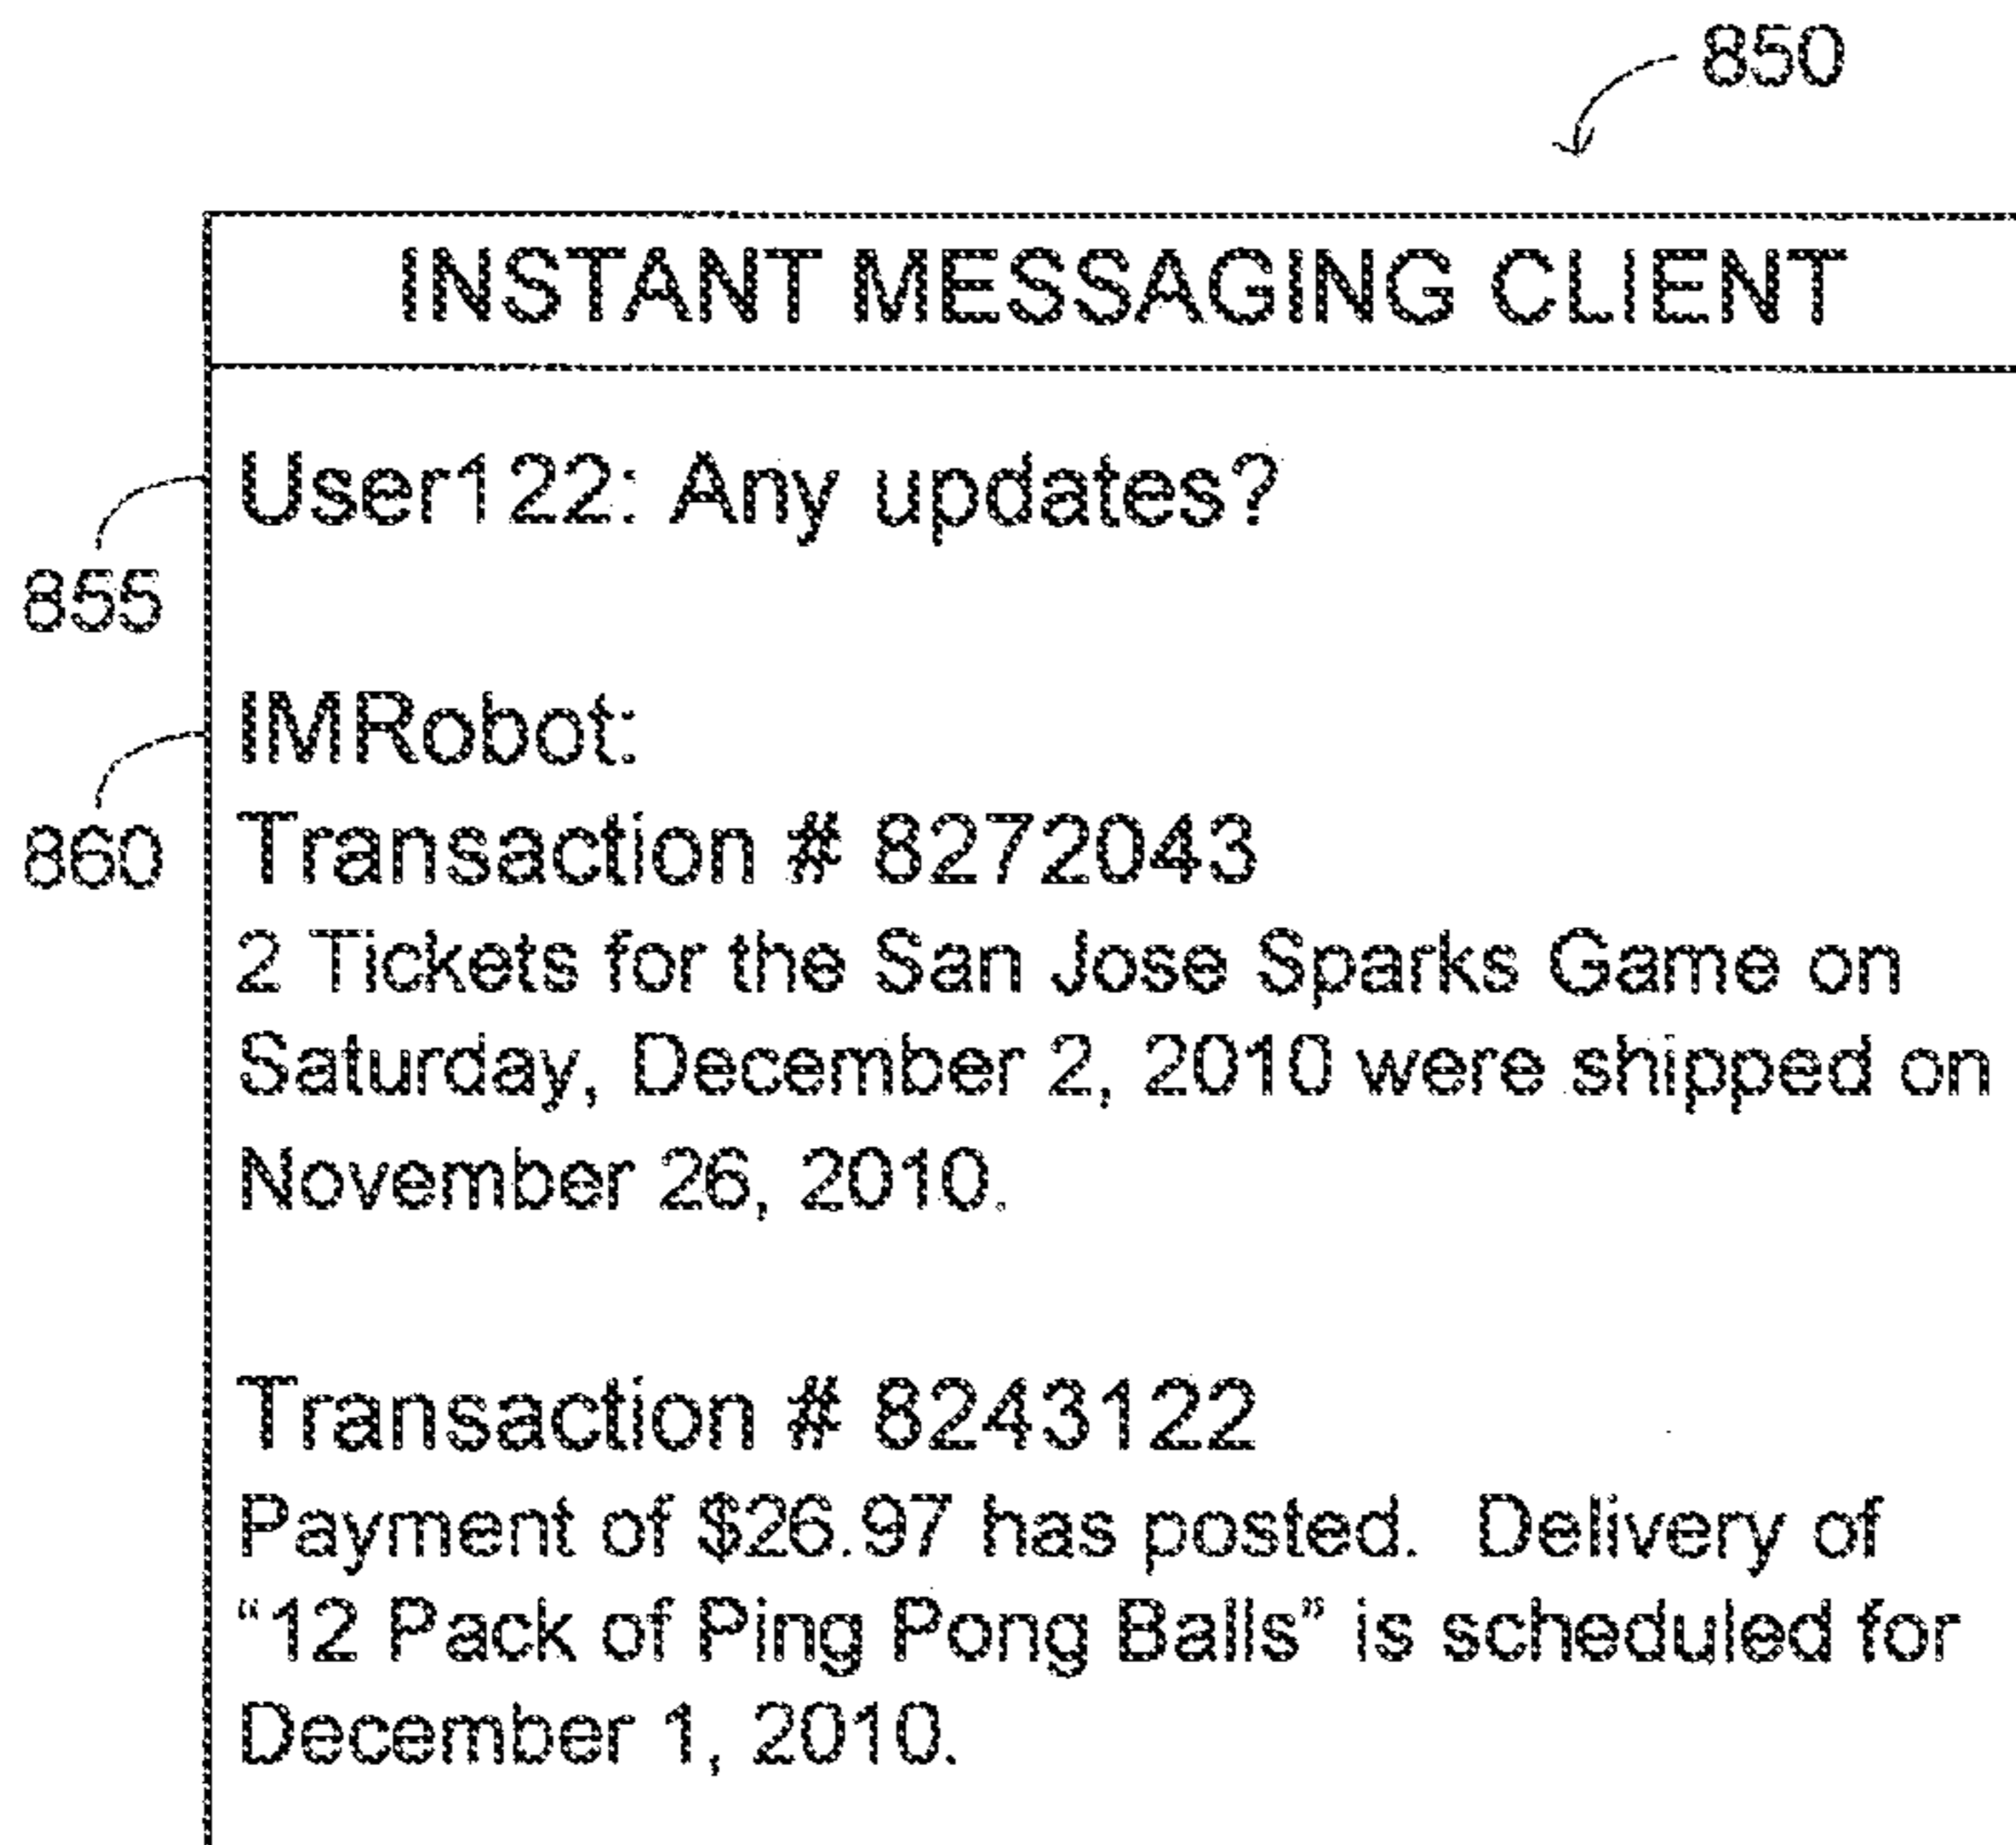 850
INSTANT MESSAGING CLIENT
User122: Any updates?
855
IMRobot:
860
Transaction # 8272043
2 Tickets for the San Jose Sparks Game on
Saturday, December 2, 2010 were shipped on
November 26, 2010.
Transaction # 8243122
Payment of $26.97 has posted.  Delivery of
“12 Pack of Ping Pong Balls” is scheduled for
December 1, 2010.